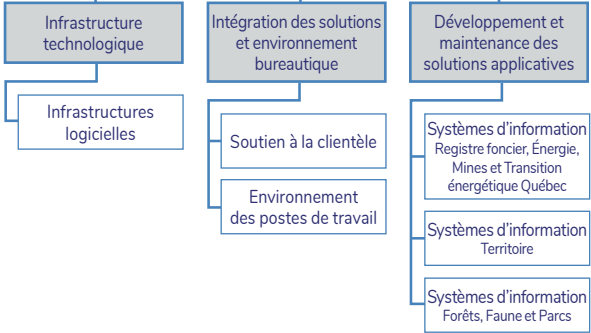 Infrastructure
technologique
Infrastructures
logicielles
Intégration des solutions
et environnement
bureautique
Soutien à la clientèle
Environnement
des postes de travail
Développement et
maintenance des
solutions applicatives
Systèmes d'information
Registre foncier, Énergie,
Mines et Transition
énergétique Québec
Systèmes d'information
Territoire
Systèmes d'information
Forêts, Faune et Parcs